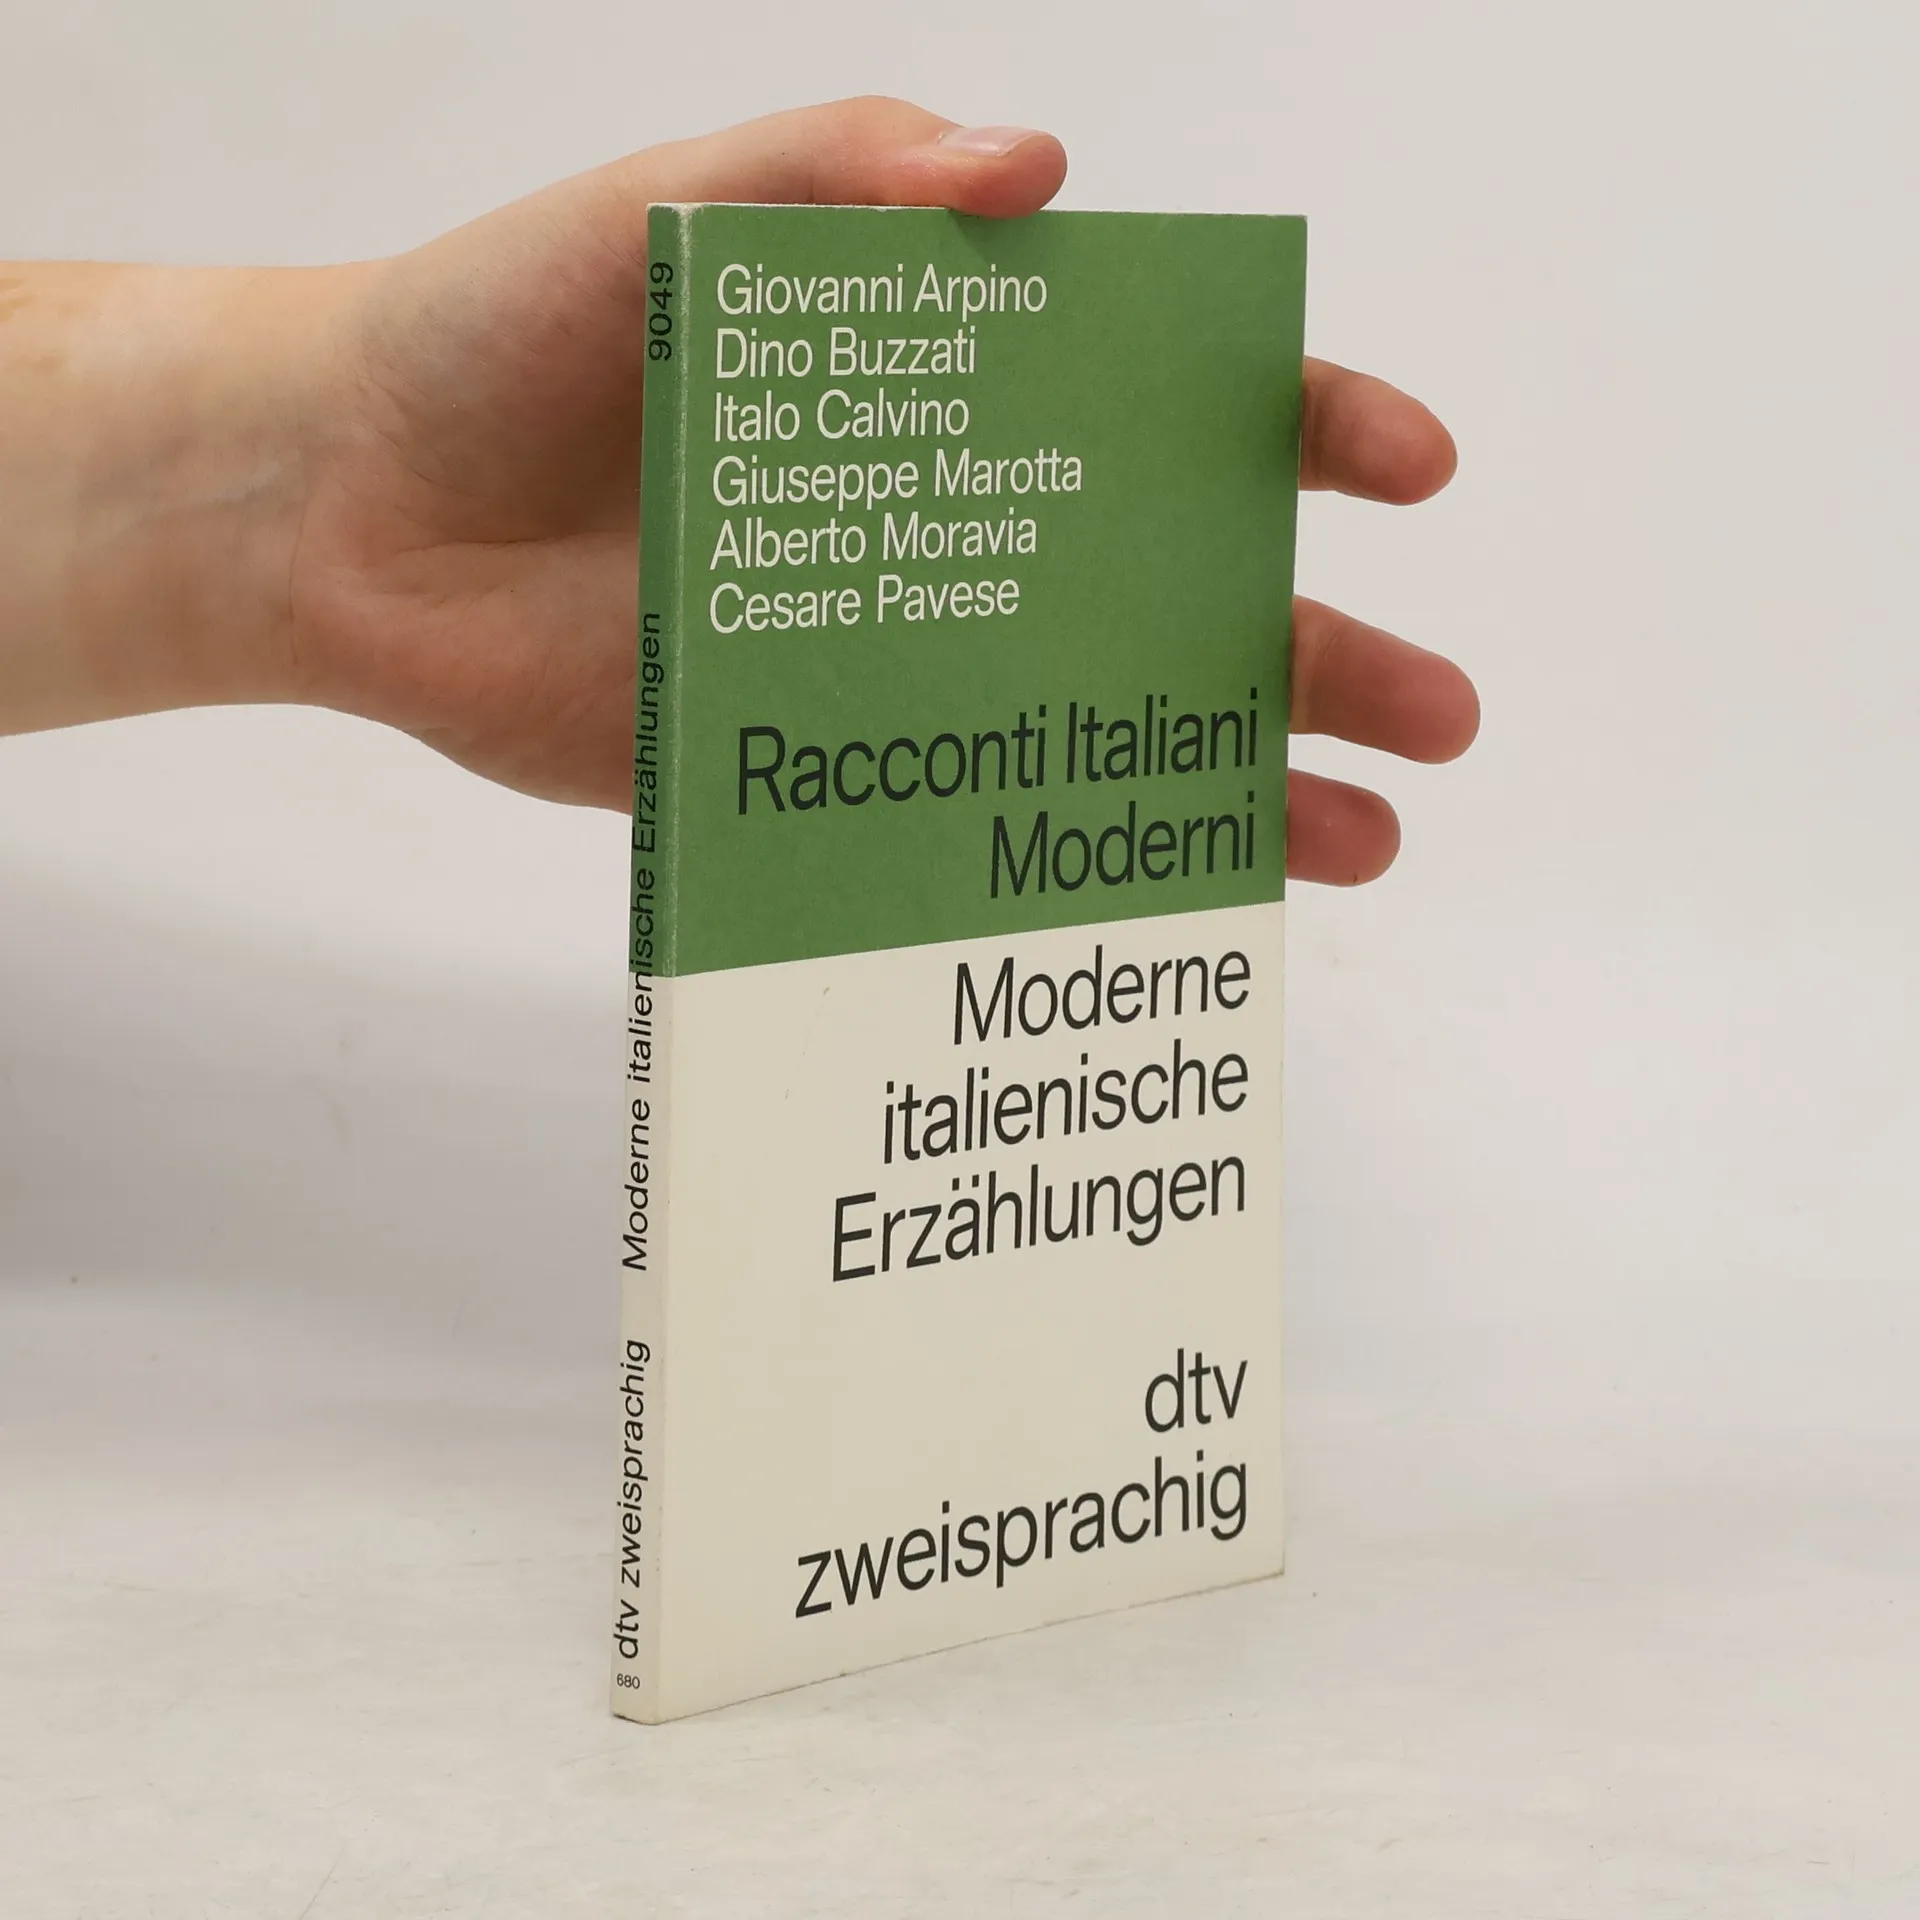 Giovanni Arpino
Dino Buzzati
Italo Calvino
Giuseppe Marotta
Alberto Moravia
Cesare Pavese
Racconti Italiani
Moderni
Moderne
italienische
Erzählungen
dtv
zweisprachig
dtv zweisprachig Moderne italienische Erzählungen 9049
680